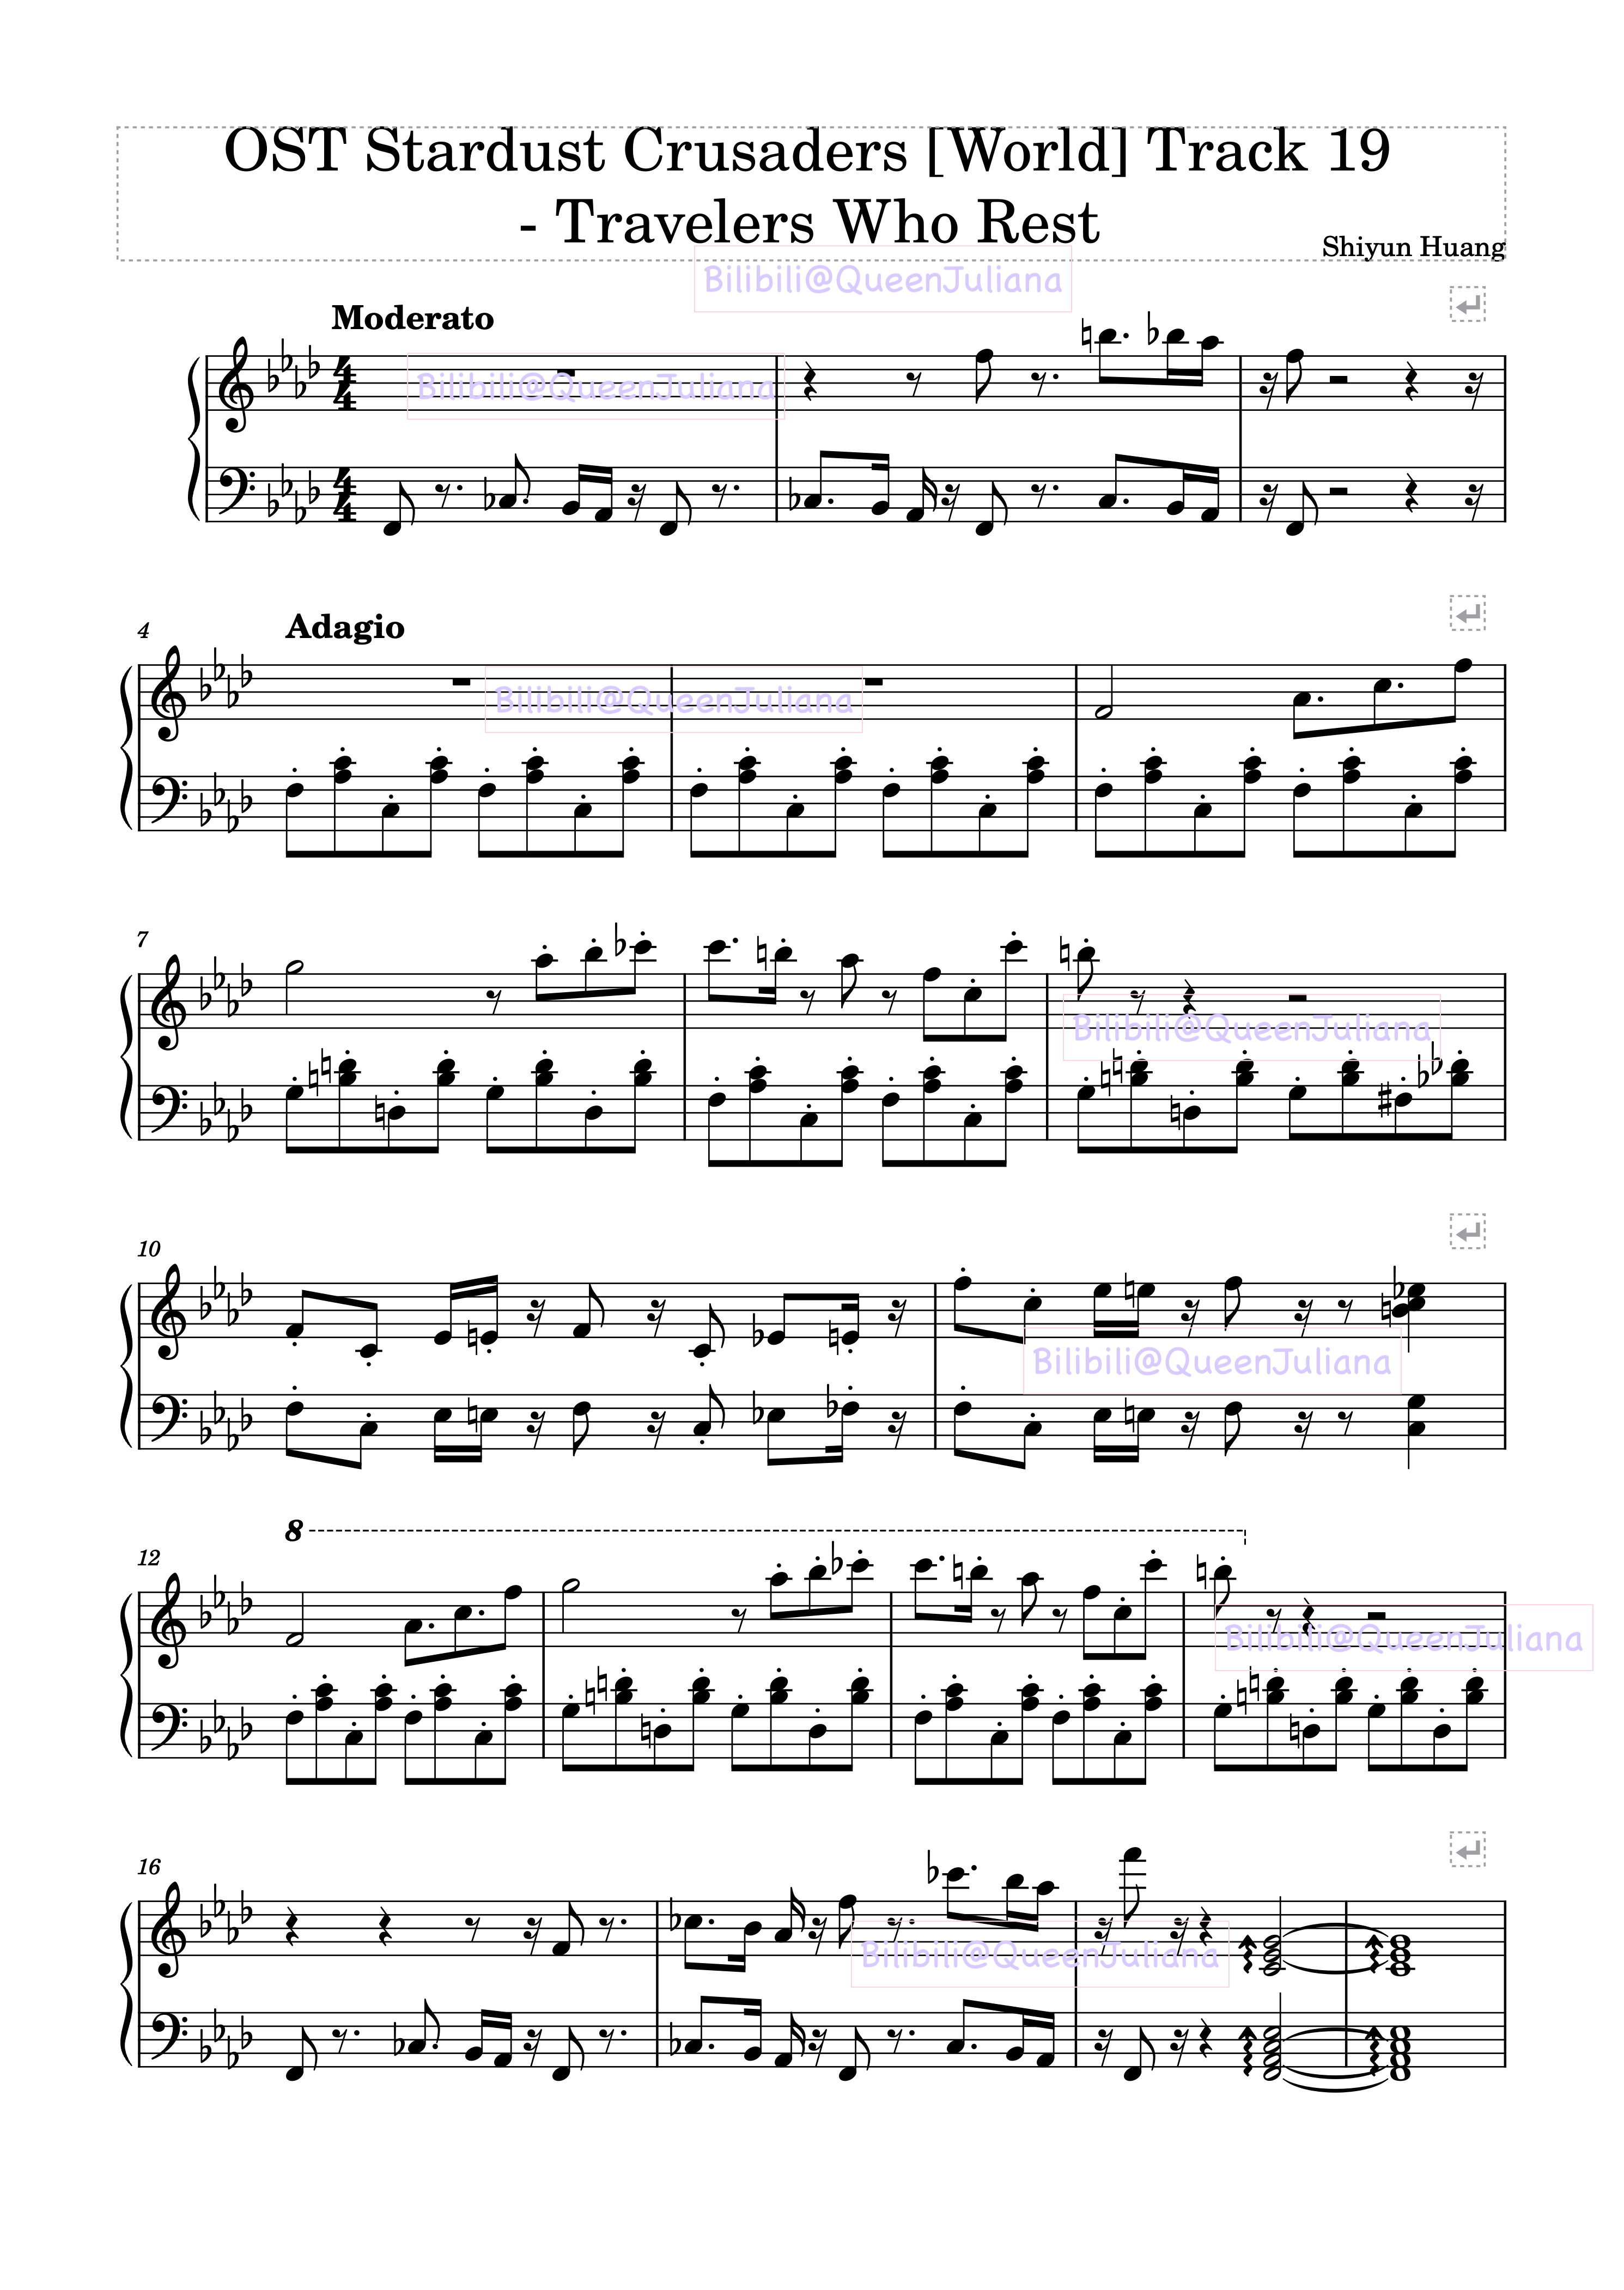 OST Stardust Crusaders [World] Track 19
- Travelers Who Rest
Shiyun Huang
Bilibili@QueenJuliana
Moderato
Bilibili@QueenJuliana
4
Adagio
Bilibili@QueenJuliana
7
Bilibili@QueenJuliana
10
Bilibili@QueenJuliana
8
12
Bilibili@QueenJuliana
16
Bilibili@QueenJuliana